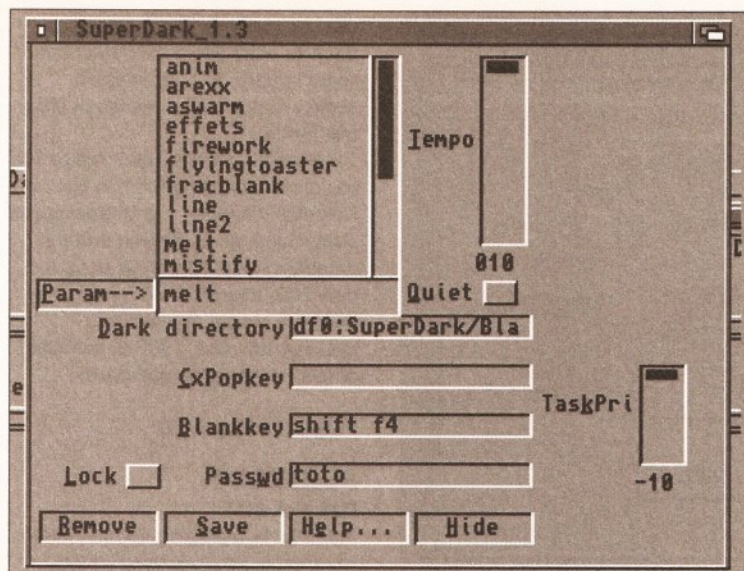 SuperDark_1.3
anim
arexx
aswarm
effets
firework
flyingtoaster
fracblank
line
line2
melt
mistify
Tempo
010
Param--> melt
Quiet
Dark directory df0:SuperDark/Bla
CxPopkey
Blankkey shift f4
TaskPri
-10
Lock
Passwd toto
Remove Save Help... Hide